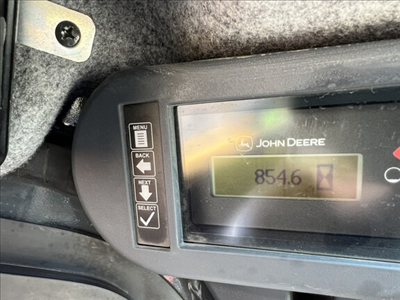 MENU
BACK
NEXT
SELECT
JOHN DEERE
854.6